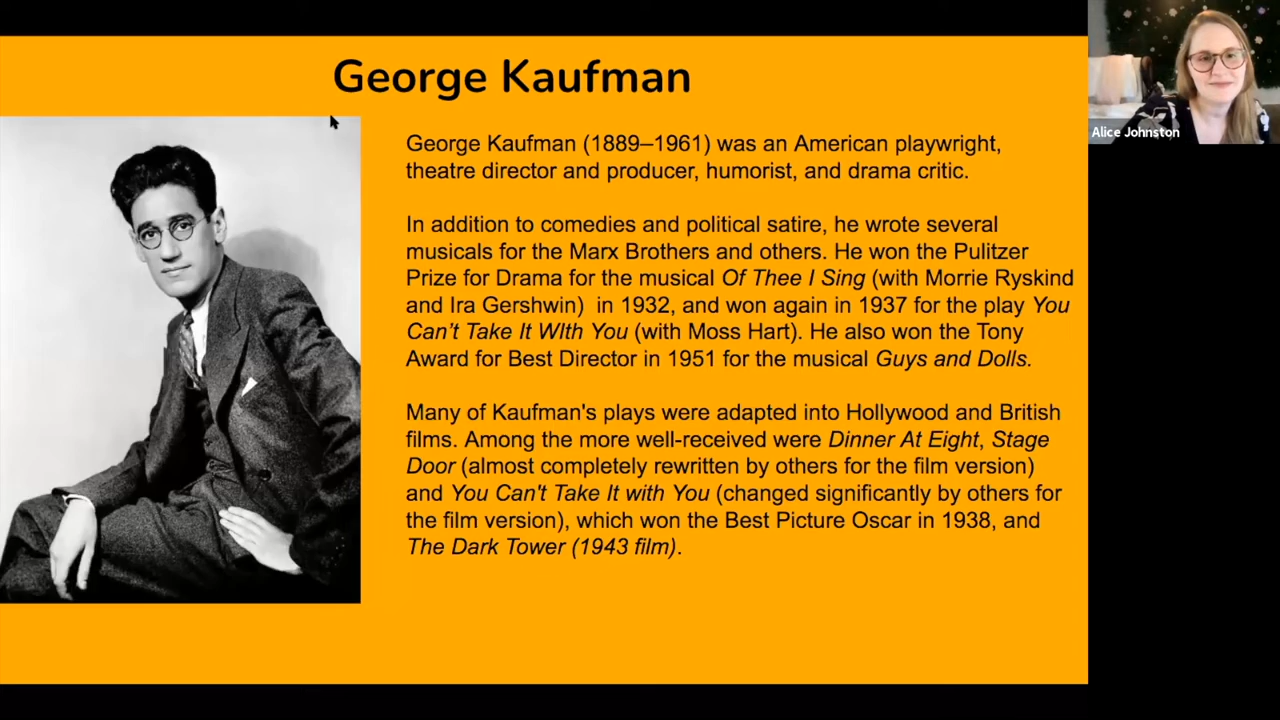 George Kaufman
George Kaufman (1889–1961) was an American playwright,
theatre director and producer, humorist, and drama critic.
In addition to comedies and political satire, he wrote several
musicals for the Marx Brothers and others. He won the Pulitzer
Prize for Drama for the musical Of Thee I Sing (with Morrie Ryskind
and Ira Gershwin)  in 1932, and won again in 1937 for the play You
Can’t Take It WIth You (with Moss Hart). He also won the Tony
Award for Best Director in 1951 for the musical Guys and Dolls.
Many of Kaufman's plays were adapted into Hollywood and British
films. Among the more well-received were Dinner At Eight, Stage
Door (almost completely rewritten by others for the film version)
and You Can't Take It with You (changed significantly by others for
the film version), which won the Best Picture Oscar in 1938, and
The Dark Tower (1943 film).
Alice Johnston